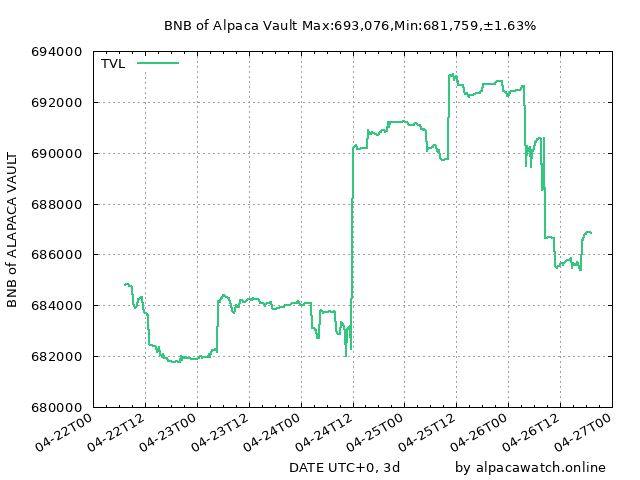 BNB of Alpaca Vault Max:693,076,Min:681,759,±1.63%
694000
TVL
692000
690000
688000
686000
684000
682000
680000
BNB of ALAPACA VAULT
04-22T00
04-22T12
04-23T00
04-23T12
04-24T00
04-24T12
04-25T00
04-25T12
04-26T00
04-26T12
04-27T00
DATE UTC+0, 3d
by alpacawatch.online